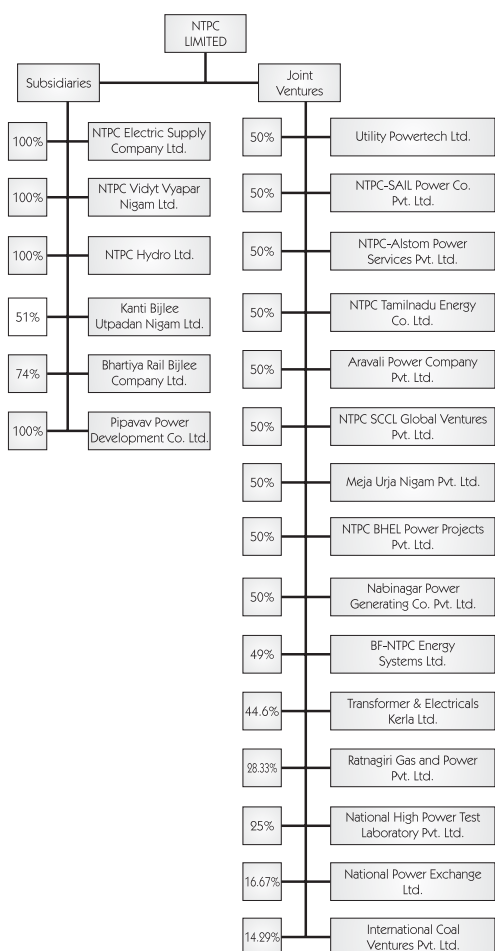 NTPC
LIMITED
Subsidiaries
100%
NTPC Electric Supply
Company Ltd.
100%
NTPC Vidyt Vyapar
Nigam Ltd.
100%
NTPC Hydro Ltd.
51%
Kanti Bijlee
Utpadan Nigam Ltd.
74%
Bhartiya Rail Bijlee
Company Ltd.
100%
Pipavav Power
Development Co. Ltd.
Joint
Ventures
50%
Utility Powertech Ltd.
50%
NTPC-SAIL Power Co.
Pvt. Ltd.
50%
NTPC-Alstom Power
Services Pvt. Ltd.
50%
NTPC Tamilnadu Energy
Co. Ltd.
50%
Aravali Power Company
Pvt. Ltd.
50%
NTPC SCCL Global Ventures
Pvt. Ltd.
50%
Meja Urja Nigam Pvt. Ltd.
50%
NTPC BHEL Power Projects
Pvt. Ltd.
50%
Nabinagar Power
Generating Co. Pvt. Ltd.
49%
BF-NTPC Energy
Systems Ltd.
44.6%
Transformer & Electricals
Kerla Ltd.
28.33%
Ratnagiri Gas and Power
Pvt. Ltd.
25%
National High Power Test
Laboratory Pvt. Ltd.
16.67%
National Power Exchange
Ltd.
14.29%
International Coal
Ventures Pvt. Ltd.